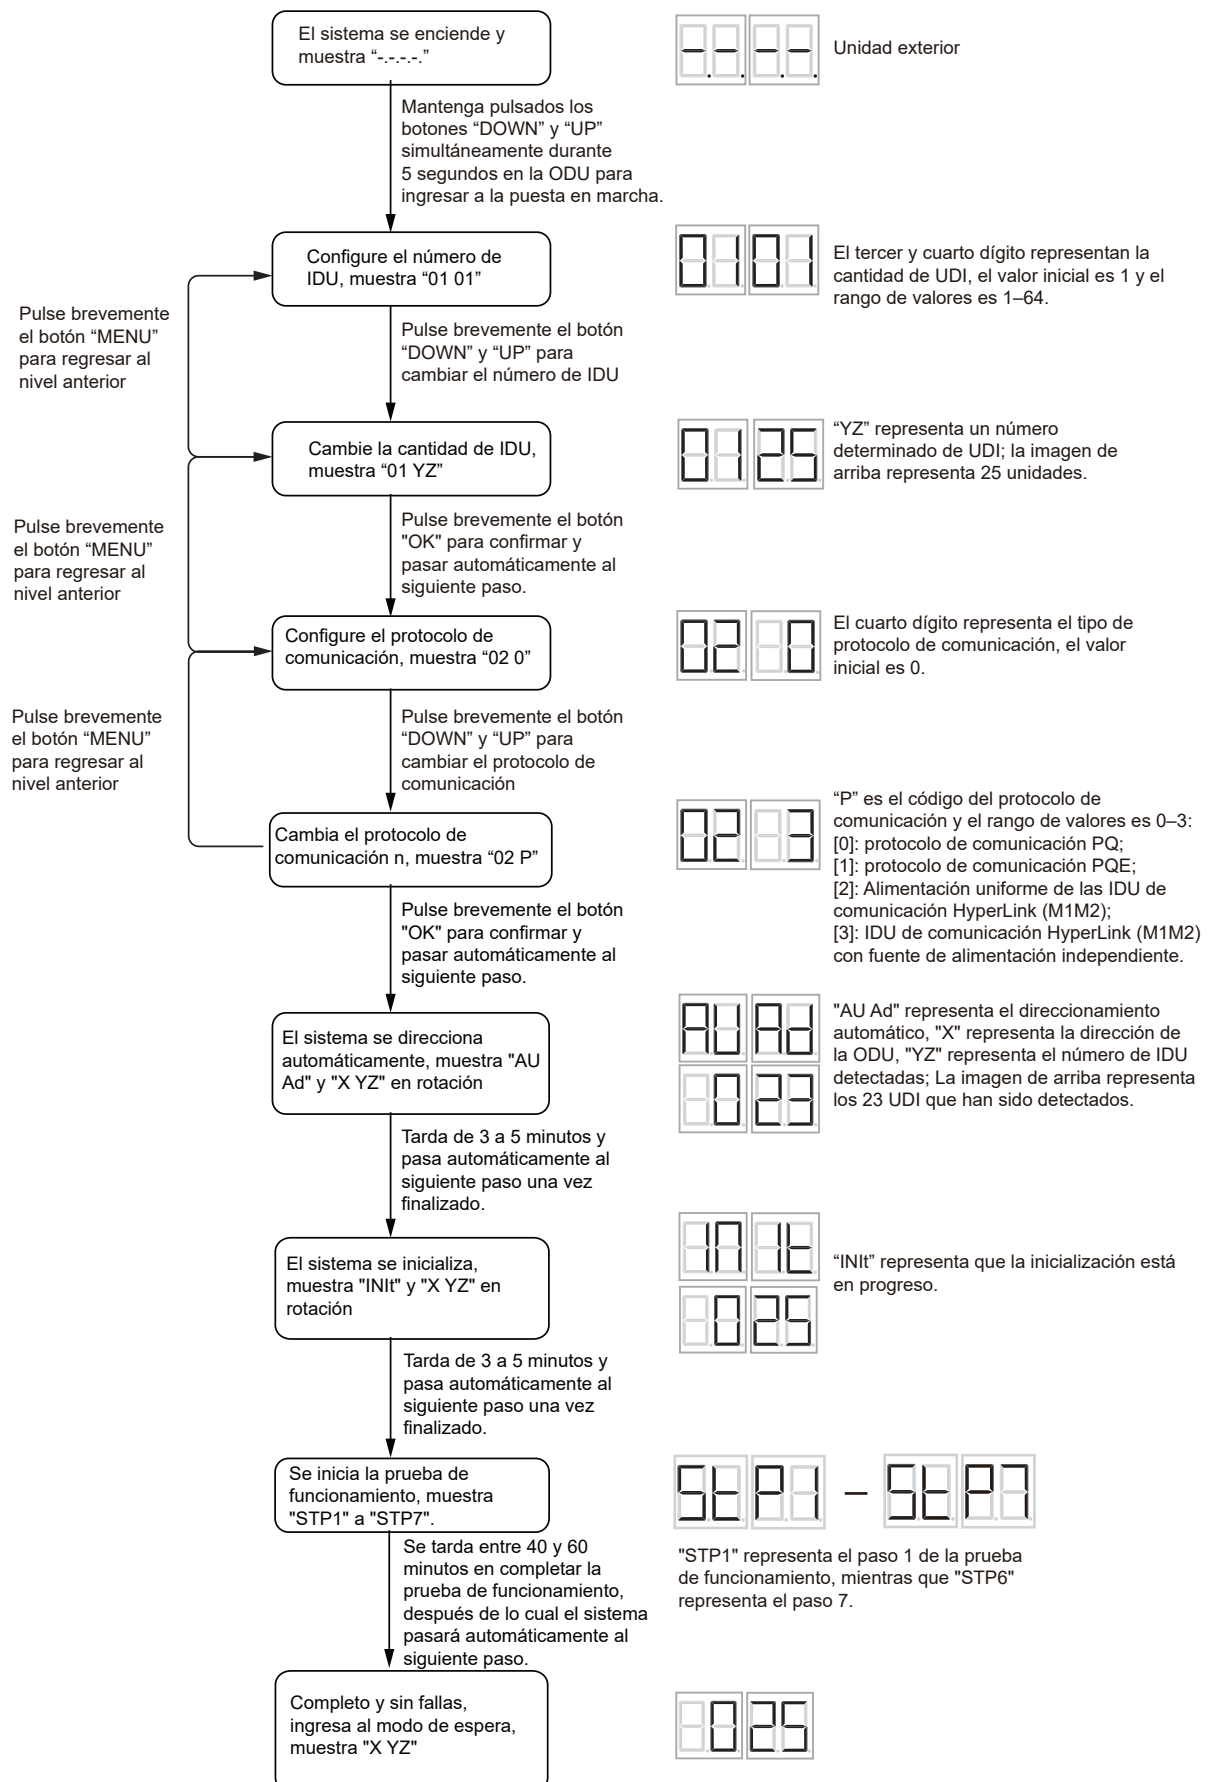 El sistema se enciende y
muestra “-.-.-.-.”
-.-.-.-.
Unidad exterior
Mantenga pulsados los
botones “DOWN” y “UP”
simultáneamente durante
5 segundos en la ODU para
ingresar a la puesta en marcha.
Configure el número de
IDU, muestra “01 01”
0101
El tercer y cuarto dígito representan la
cantidad de UDI, el valor inicial es 1 y el
rango de valores es 1–64.
Pulse brevemente
el botón “MENU”
para regresar al
nivel anterior
Pulse brevemente el botón
“DOWN” y “UP” para
cambiar el número de IDU
Cambie la cantidad de IDU,
muestra “01 YZ”
0125
“YZ” representa un número
determinado de UDI; la imagen de
arriba representa 25 unidades.
Pulse brevemente
el botón “MENU”
para regresar al
nivel anterior
Pulse brevemente el botón
"OK" para confirmar y
pasar automáticamente al
siguiente paso.
Configure el protocolo de
comunicación, muestra “02 0”
02 0
El cuarto dígito representa el tipo de
protocolo de comunicación, el valor
inicial es 0.
Pulse brevemente
el botón “MENU”
para regresar al
nivel anterior
Pulse brevemente el botón
“DOWN” y “UP” para
cambiar el protocolo de
comunicación
Cambia el protocolo de
comunicación n, muestra “02 P”
02 3
“P” es el código del protocolo de
comunicación y el rango de valores es 0–3:
[0]: protocolo de comunicación PQ;
[1]: protocolo de comunicación PQE;
[2]: Alimentación uniforme de las IDU de
comunicación HyperLink (M1M2);
[3]: IDU de comunicación HyperLink (M1M2)
con fuente de alimentación independiente.
Pulse brevemente el botón
"OK" para confirmar y
pasar automáticamente al
siguiente paso.
El sistema se direcciona
automáticamente, muestra "AU
Ad" y "X YZ" en rotación
AUAd
023
"AU Ad" representa el direccionamiento
automático, "X" representa la dirección de
la ODU, "YZ" representa el número de IDU
detectadas; La imagen de arriba representa
los 23 UDI que han sido detectados.
Tarda de 3 a 5 minutos y
pasa automáticamente al
siguiente paso una vez
finalizado.
El sistema se inicializa,
muestra "INIt" y "X YZ" en
rotación
INIt
025
“INIt” representa que la inicialización está
en progreso.
Tarda de 3 a 5 minutos y
pasa automáticamente al
siguiente paso una vez
finalizado.
Se inicia la prueba de
funcionamiento, muestra
"STP1" a "STP7".
StP1 – StP7
"STP1" representa el paso 1 de la prueba
de funcionamiento, mientras que "STP6"
representa el paso 7.
Se tarda entre 40 y 60
minutos en completar la
prueba de funcionamiento,
después de lo cual el sistema
pasará automáticamente al
siguiente paso.
Completo y sin fallas,
ingresa al modo de espera,
muestra "X YZ"
025